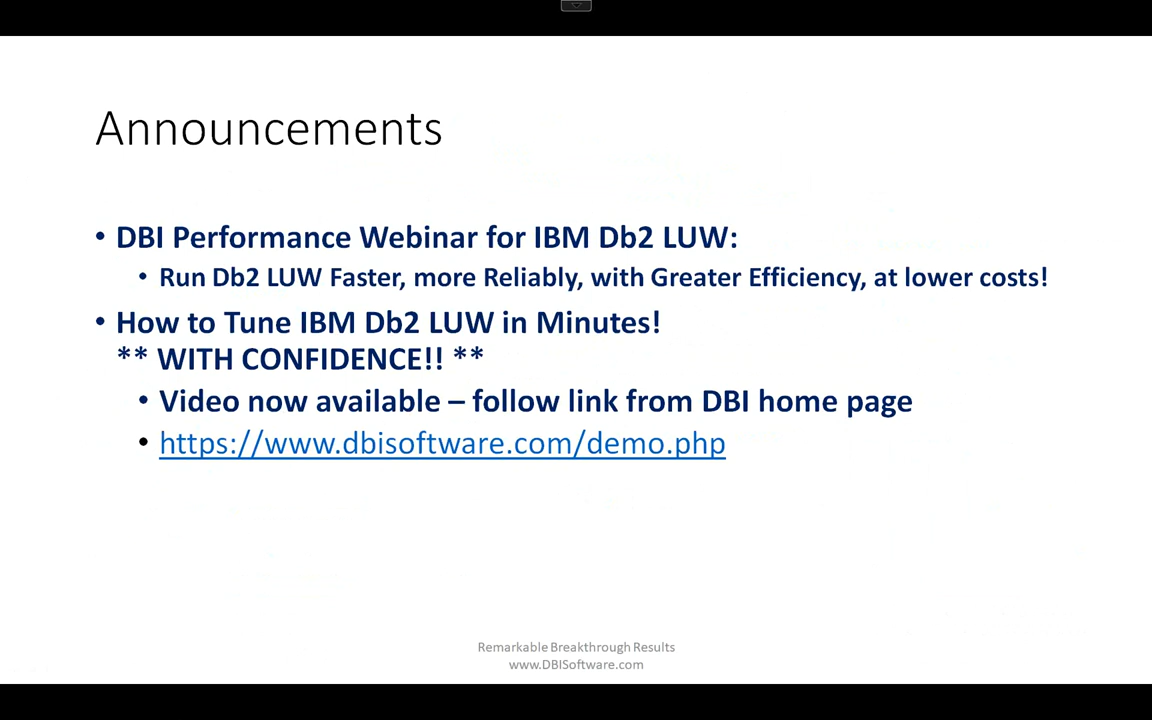 Announcements
• DBI Performance Webinar for IBM Db2 LUW:
• Run Db2 LUW Faster, more Reliably, with Greater Efficiency, at lower costs!
• How to Tune IBM Db2 LUW in Minutes!
** WITH CONFIDENCE!! **
• Video now available – follow link from DBI home page
• https://www.dbisoftware.com/demo.php
Remarkable Breakthrough Results
www.DBISoftware.com